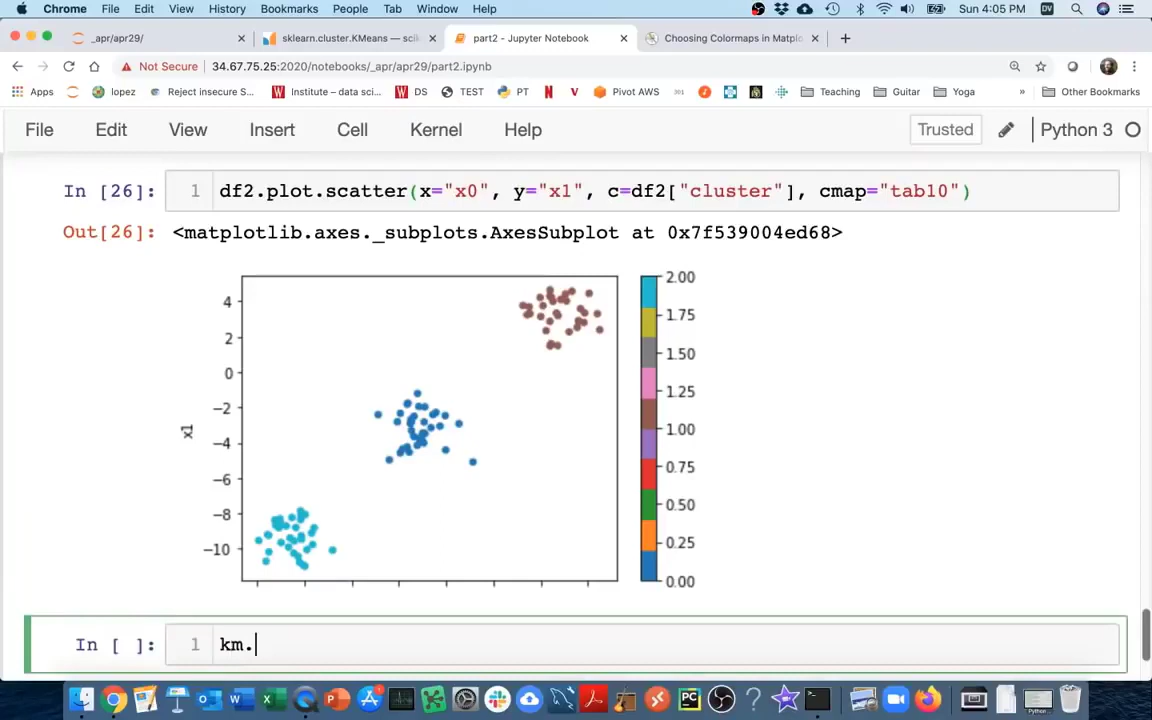 Chrome File Edit View History Bookmarks People Tab Window Help Sun 4:05 PM DV
_apr/apr29/ sklearn.cluster.KMeans — scik part2 - Jupyter Notebook Choosing Colormaps in Matplo
Not Secure 34.67.75.25:2020/notebooks/_apr/apr29/part2.ipynb
Apps lopez Reject insecure S... Institute – data sci... DS TEST PT Pivot AWS 301 Teaching Guitar Yoga » Other Bookmarks
File Edit View Insert Cell Kernel Help Trusted Python 3
In [26]: 1 df2.plot.scatter(x="x0", y="x1", c=df2["cluster"], cmap="tab10")
Out[26]: <matplotlib.axes._subplots.AxesSubplot at 0x7f539004ed68>
4
2
0
−2
−4
−6
−8
−10
x1
2.00
1.75
1.50
1.25
1.00
0.75
0.50
0.25
0.00
In [ ]: 1 km.